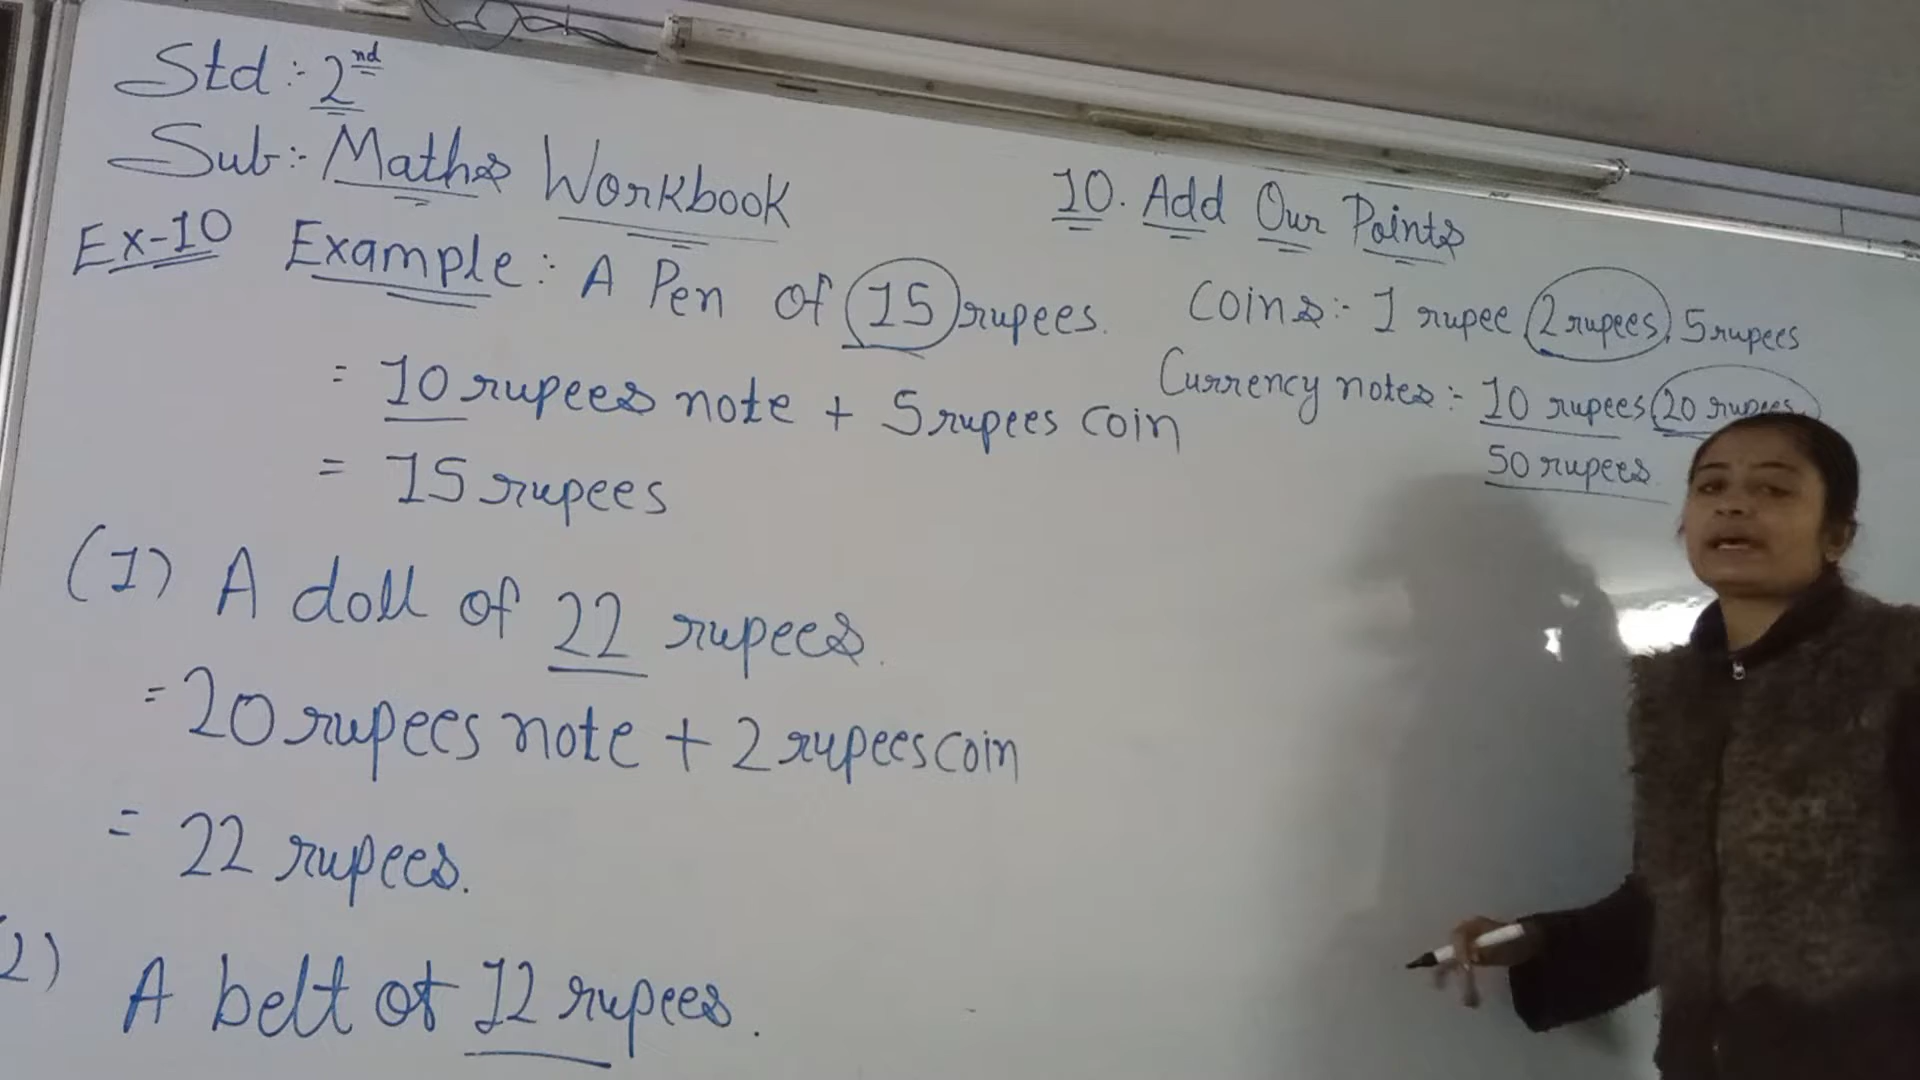 Std :- 2nd
Sub :- Maths Workbook
10. Add Our Points
Ex-10 Example :- A Pen of 15 rupees.
= 10 rupees note + 5 rupees coin
= 15 rupees
Coins :- 1 rupee, 2 rupees, 5 rupees
Currency notes :- 10 rupees, 20 rupees,
50 rupees.
(1) A doll of 22 rupees.
= 20 rupees note + 2 rupees coin
= 22 rupees.
2) A belt of 12 rupees.